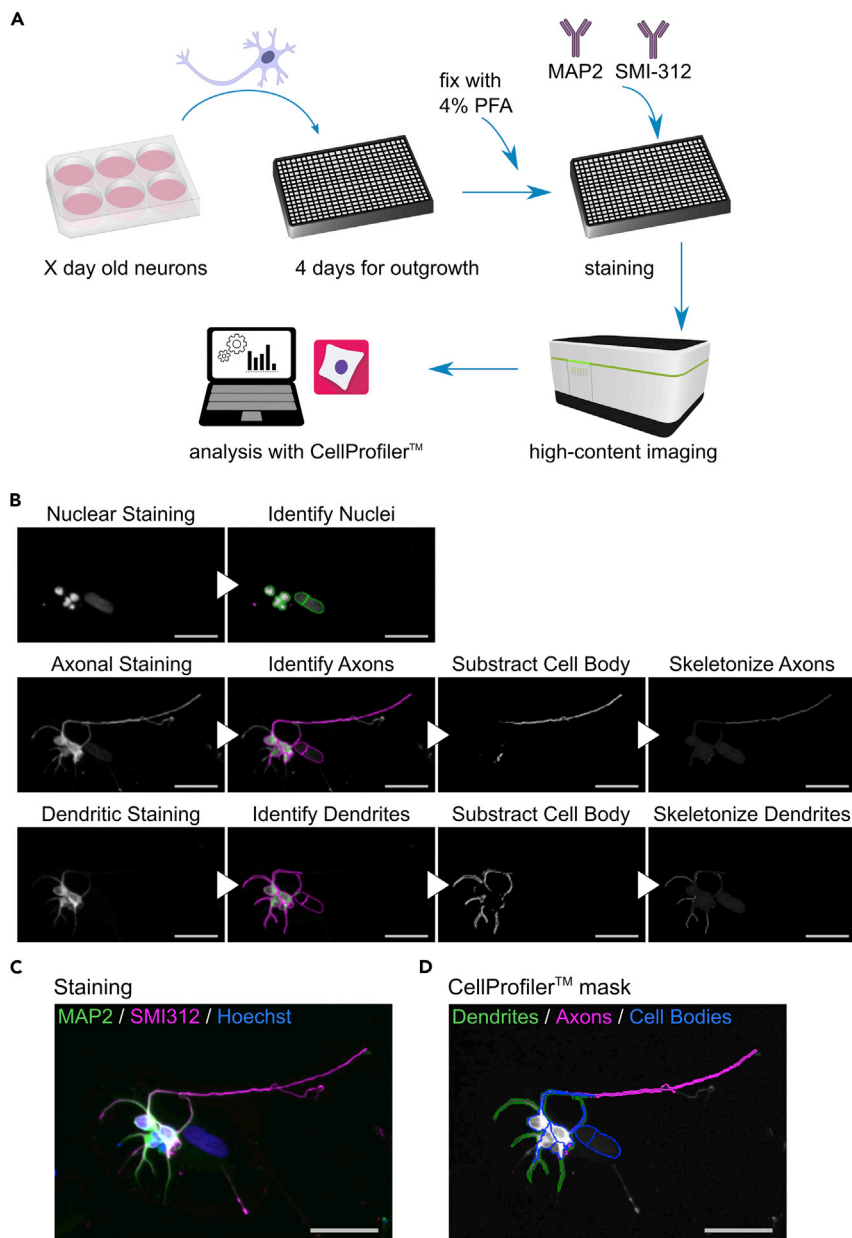 A
MAP2 SMI-312
fix with
4% PFA
X day old neurons
4 days for outgrowth
staining
analysis with CellProfiler™
high-content imaging
B
Nuclear Staining
Identify Nuclei
Axonal Staining
Identify Axons
Substract Cell Body
Skeletonize Axons
Dendritic Staining
Identify Dendrites
Substract Cell Body
Skeletonize Dendrites
C
Staining
MAP2 / SMI312 / Hoechst
D
CellProfiler™ mask
Dendrites / Axons / Cell Bodies